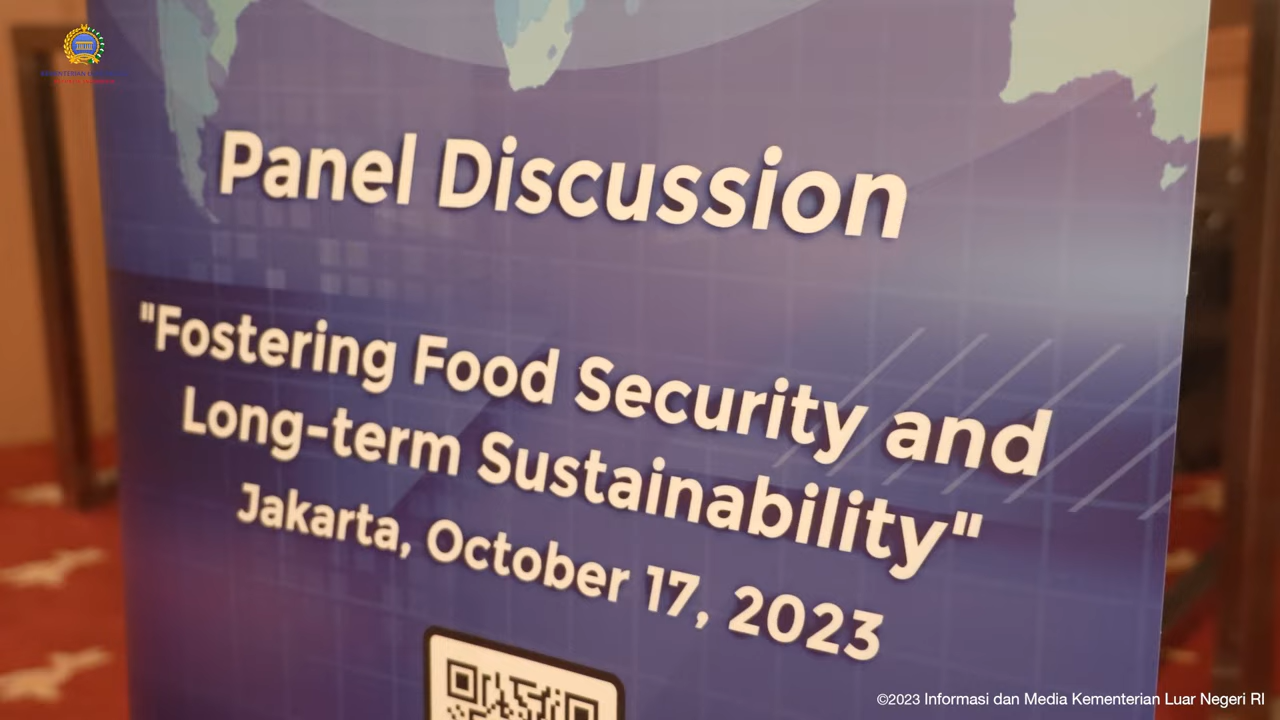 Panel Discussion
"Fostering Food Security and
Long-term Sustainability"
Jakarta, October 17, 2023
©2023 Informasi dan Media Kementerian Luar Negeri RI